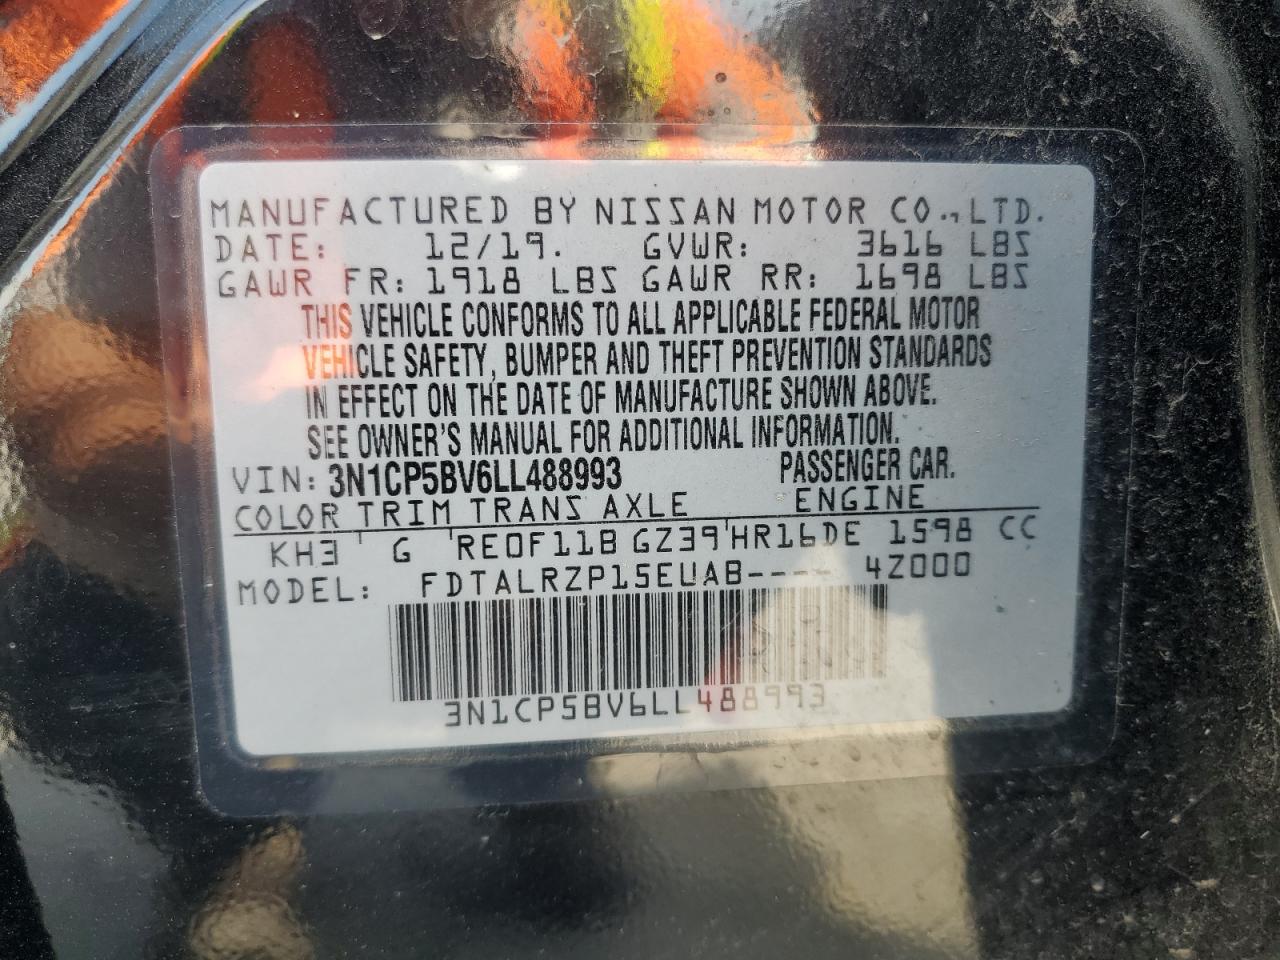 MANUFACTURED BY NISSAN MOTOR CO., LTD.
DATE: 12/19. GVWR: 3616 LBS
GAWR FR: 1918 LBS GAWR RR: 1698 LBS
THIS VEHICLE CONFORMS TO ALL APPLICABLE FEDERAL MOTOR
VEHICLE SAFETY, BUMPER AND THEFT PREVENTION STANDARDS
IN EFFECT ON THE DATE OF MANUFACTURE SHOWN ABOVE.
SEE OWNER'S MANUAL FOR ADDITIONAL INFORMATION.
VIN: 3N1CP5BV6LL488993 PASSENGER CAR.
COLOR TRIM TRANS AXLE ENGINE
KH3 G RE0F11B GZ39 HR16DE 1598 CC
MODEL: FDTALRZP15EUAB---- 4Z000
3N1CP5BV6LL488993